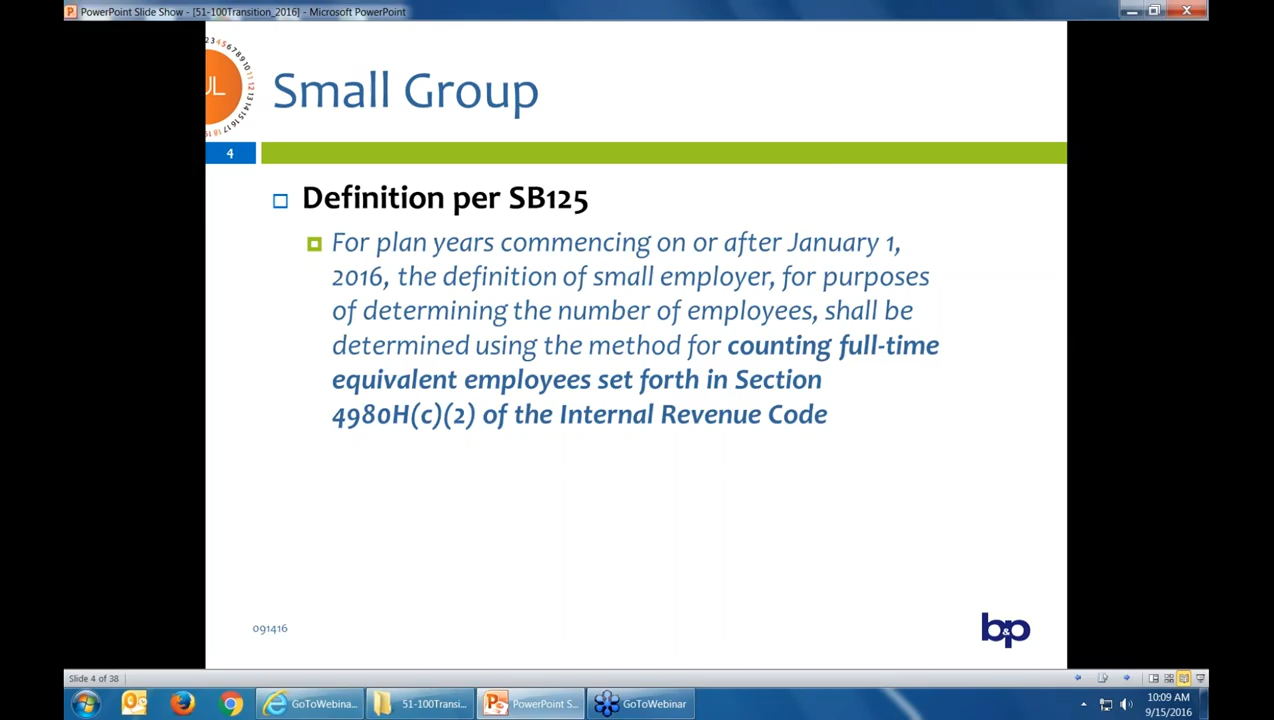 PowerPoint Slide Show - [51-100Transition_2016] - Microsoft PowerPoint
Small Group
4
Definition per SB125
For plan years commencing on or after January 1,
2016, the definition of small employer, for purposes
of determining the number of employees, shall be
determined using the method for counting full-time
equivalent employees set forth in Section
4980H(c)(2) of the Internal Revenue Code
091416
b&p
Slide 4 of 38
GoToWebina...
51-100Transi...
PowerPoint S...
GoToWebinar
10:09 AM
9/15/2016